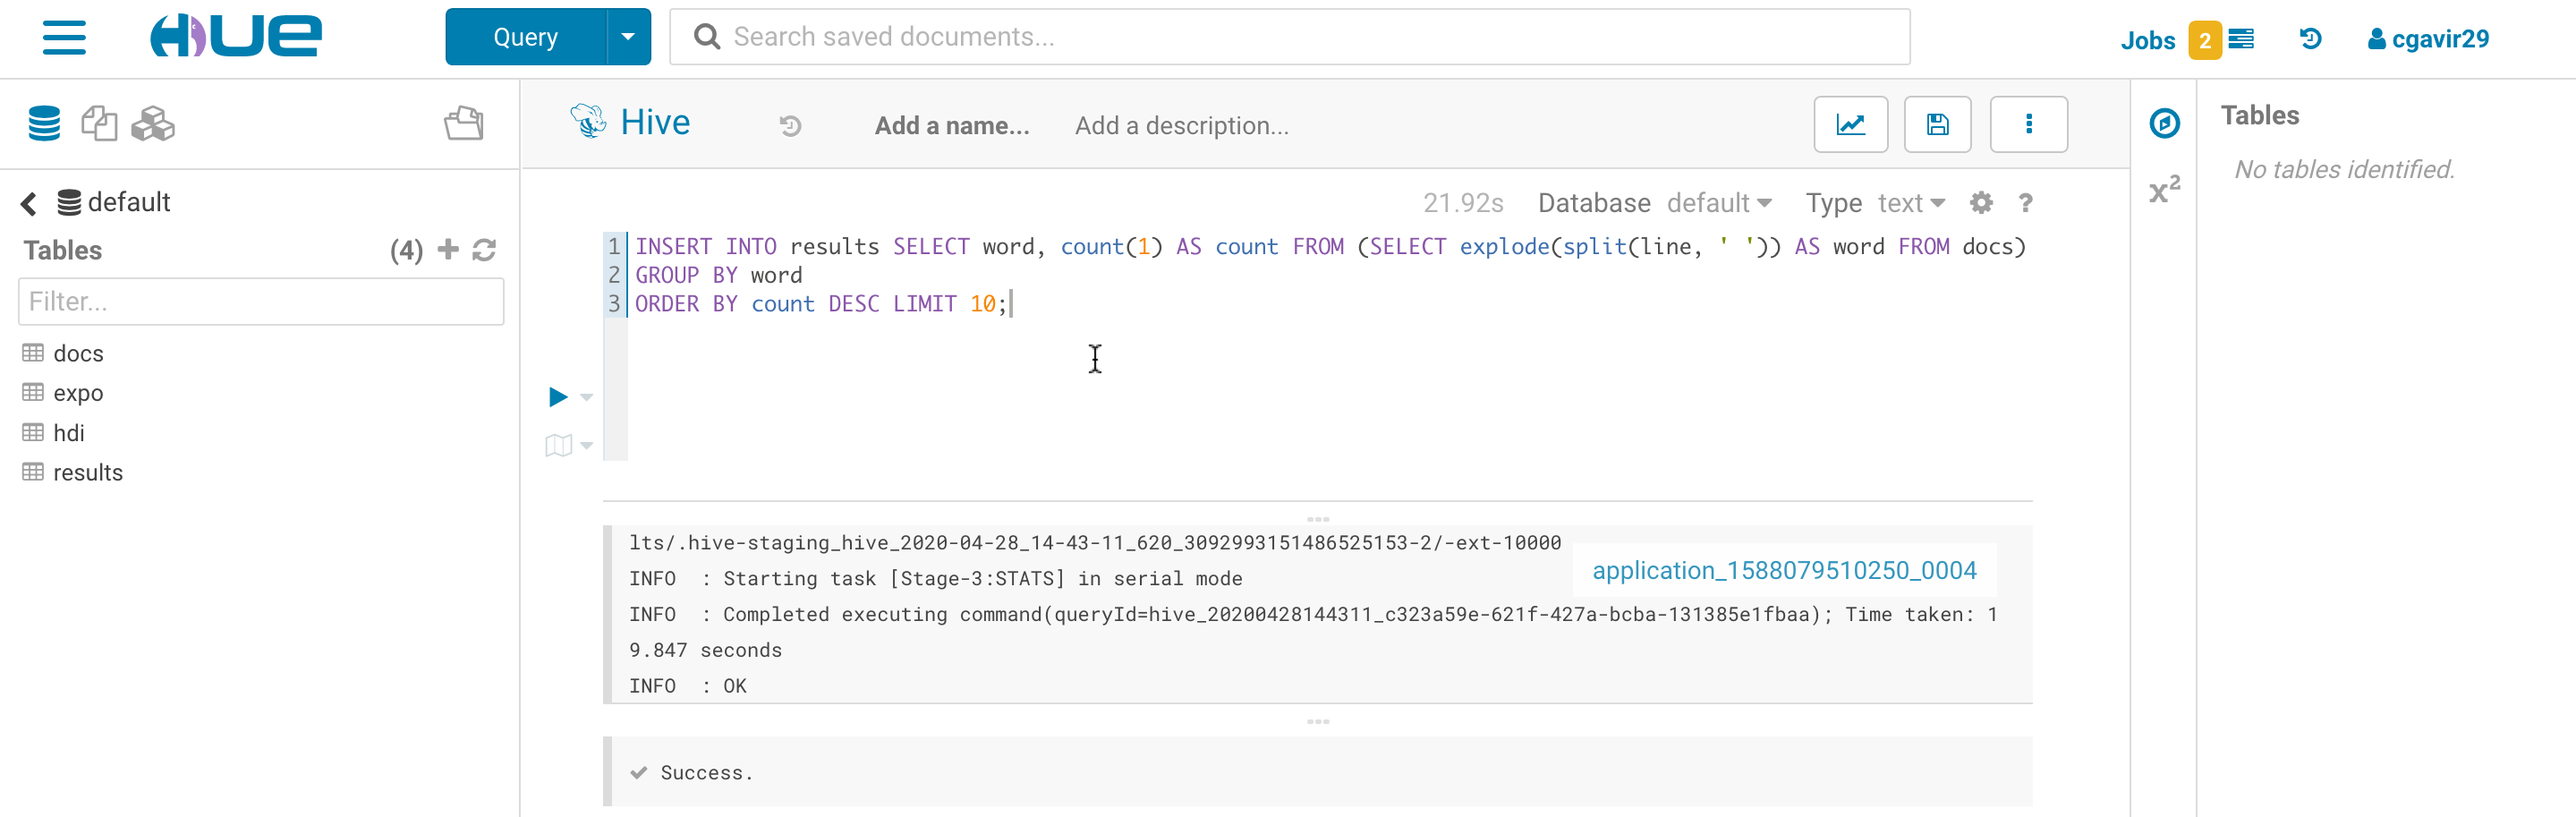 HUE
Query
Search saved documents...
Jobs 2
cgavir29
default
Tables (4)
Filter...
docs
expo
hdi
results
Hive
Add a name...
Add a description...
21.92s Database default Type text ?
1 INSERT INTO results SELECT word, count(1) AS count FROM (SELECT explode(split(line, ' ')) AS word FROM docs)
2 GROUP BY word
3 ORDER BY count DESC LIMIT 10;
lts/.hive-staging_hive_2020-04-28_14-43-11_620_3092993151486525153-2/-ext-10000
INFO  : Starting task [Stage-3:STATS] in serial mode
application_1588079510250_0004
INFO  : Completed executing command(queryId=hive_20200428144311_c323a59e-621f-427a-bcba-131385e1fbaa); Time taken: 1
9.847 seconds
INFO  : OK
Success.
x²
Tables
No tables identified.